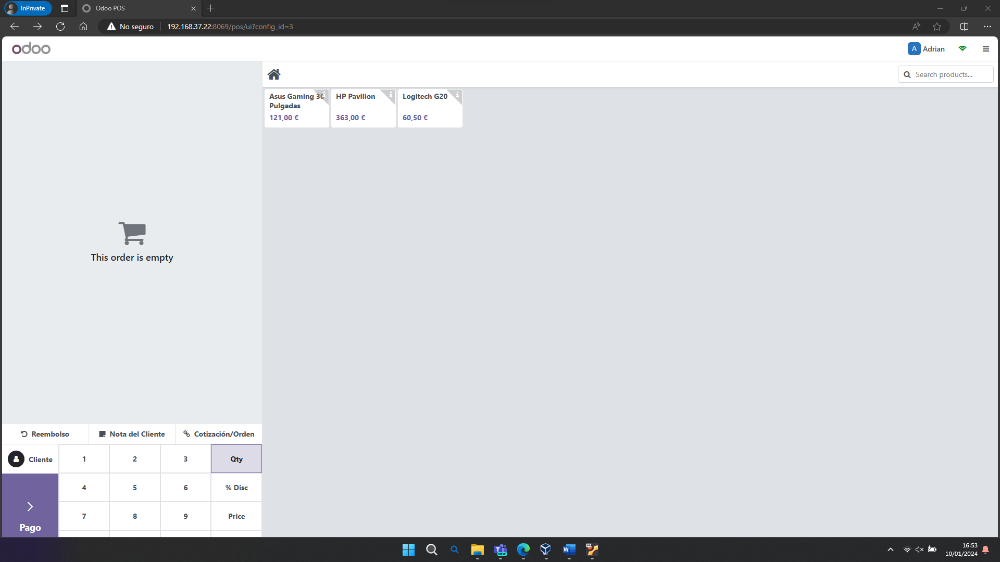 InPrivate
Odoo POS
No seguro
192.168.37.22:8069/pos/ui?config_id=3
odoo
A Adrian
Search products...
Asus Gaming 30
Pulgadas
121,00 €
HP Pavilion
363,00 €
Logitech G20
60,50 €
This order is empty
Reembolso
Nota del Cliente
Cotización/Orden
Cliente
1
2
3
Qty
4
5
6
% Disc
7
8
9
Price
Pago
NEW
64
16:53
10/01/2024